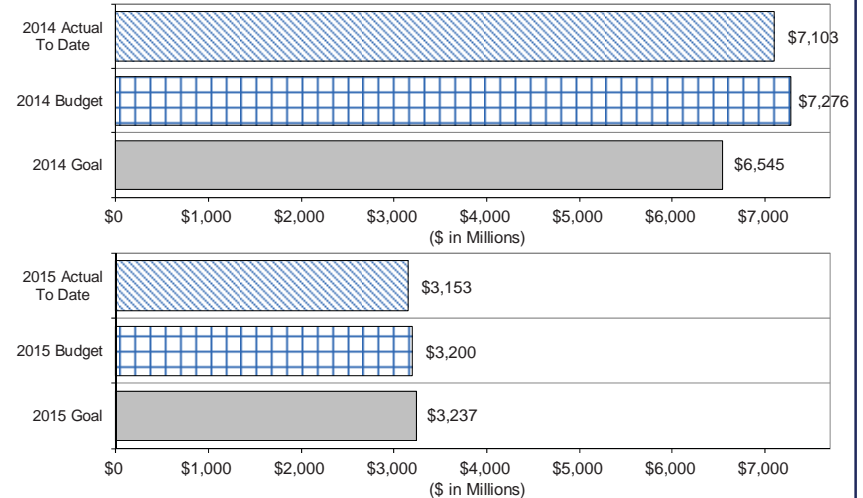 2014 Actual
To Date
$7,103
2014 Budget
$7,276
2014 Goal
$6,545
$0 $1,000 $2,000 $3,000 $4,000 $5,000 $6,000 $7,000
($ in Millions)
2015 Actual
To Date
$3,153
2015 Budget
$3,200
2015 Goal
$3,237
$0 $1,000 $2,000 $3,000 $4,000 $5,000 $6,000 $7,000
($ in Millions)